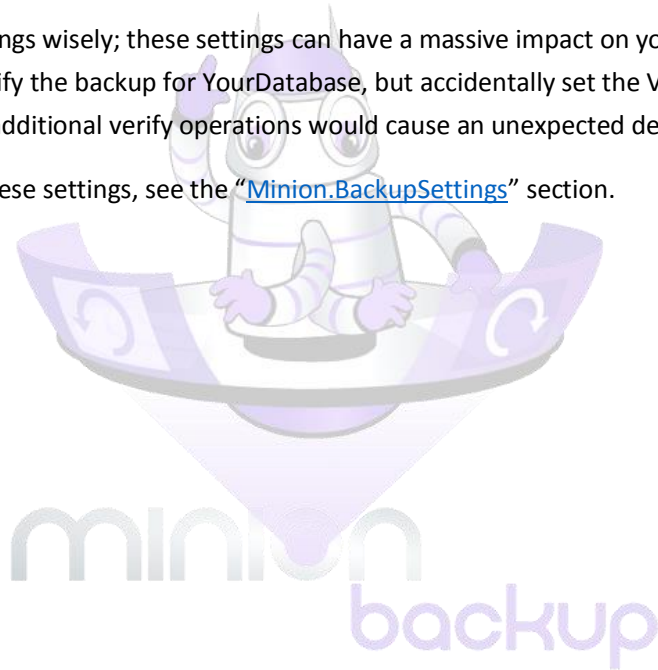 ngs wisely; these settings can have a massive impact on yo
ify the backup for YourDatabase, but accidentally set the V
additional verify operations would cause an unexpected de
ese settings, see the “Minion.BackupSettings” section.
minion
backup